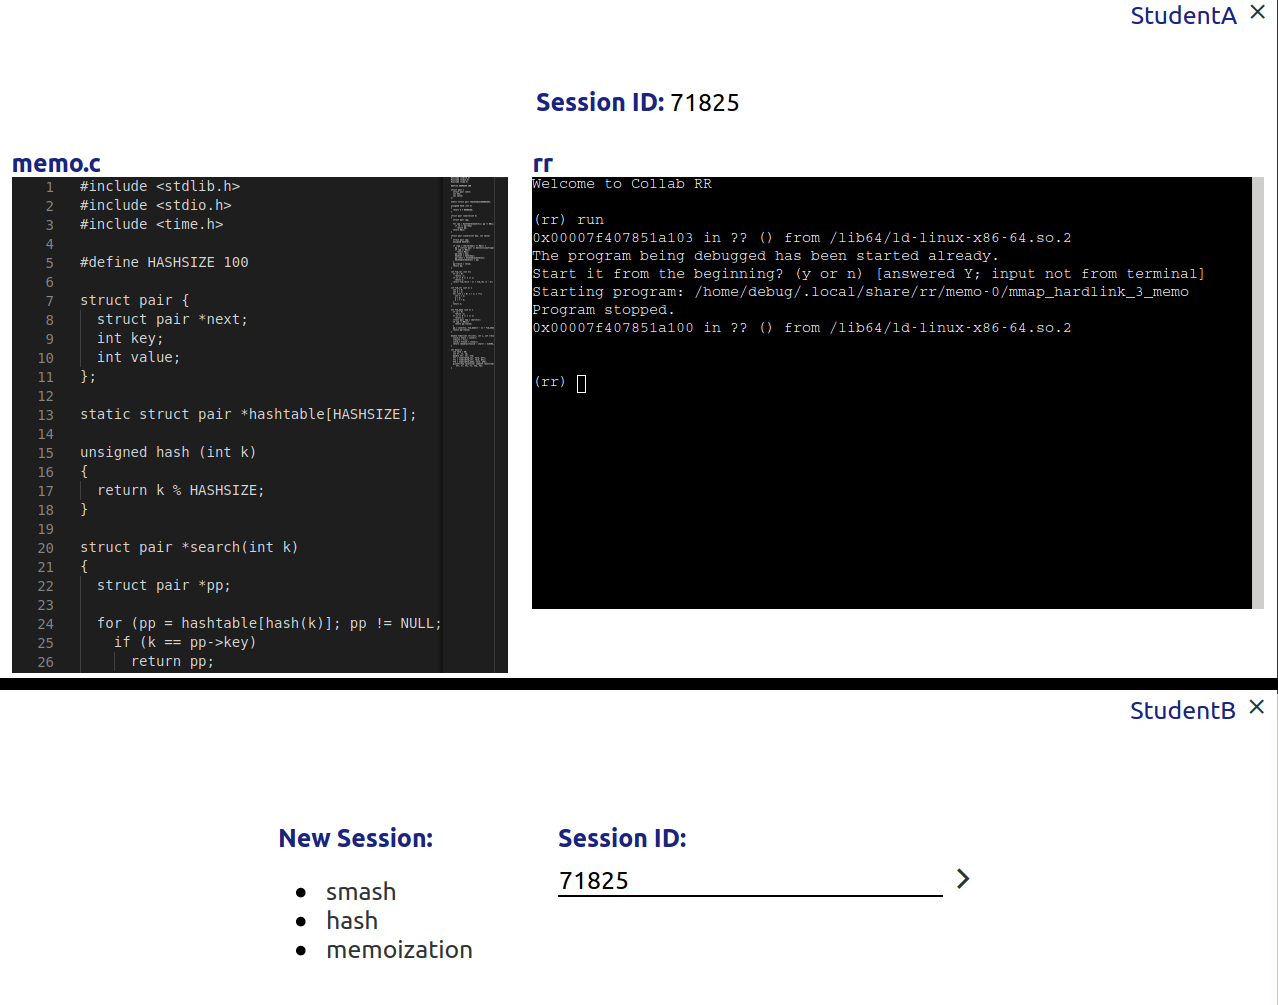 StudentA ×
Session ID: 71825
memo.c
1 #include <stdlib.h>
2 #include <stdio.h>
3 #include <time.h>
4
5 #define HASHSIZE 100
6
7 struct pair {
8 struct pair *next;
9 int key;
10 int value;
11 };
12
13 static struct pair *hashtable[HASHSIZE];
14
15 unsigned hash (int k)
16 {
17 return k % HASHSIZE;
18 }
19
20 struct pair *search(int k)
21 {
22 struct pair *pp;
23
24 for (pp = hashtable[hash(k)]; pp != NULL;
25 if (k == pp->key)
26 return pp;
rr
Welcome to Collab RR
(rr) run
0x00007f407851a103 in ?? () from /lib64/ld-linux-x86-64.so.2
The program being debugged has been started already.
Start it from the beginning? (y or n) [answered Y; input not from terminal]
Starting program: /home/debug/.local/share/rr/memo-0/mmap_hardlink_3_memo
Program stopped.
0x00007f407851a100 in ?? () from /lib64/ld-linux-x86-64.so.2
(rr)
StudentB ×
New Session:
smash
hash
memoization
Session ID:
71825